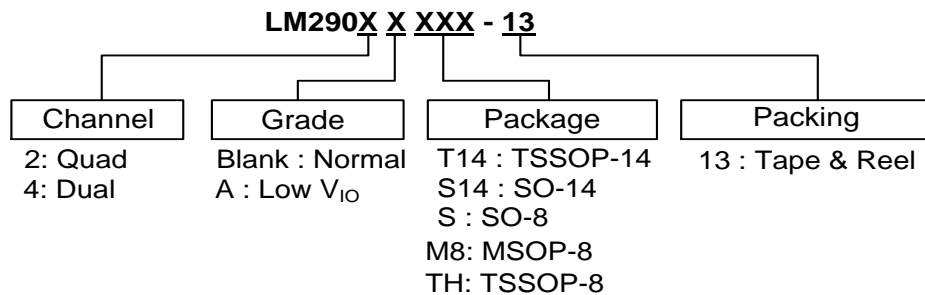 LM290X X XXX - 13
Channel
2: Quad
4: Dual
Grade
Blank : Normal
A : Low VIO
Package
T14 : TSSOP-14
S14 : SO-14
S : SO-8
M8: MSOP-8
TH: TSSOP-8
Packing
13 : Tape & Reel